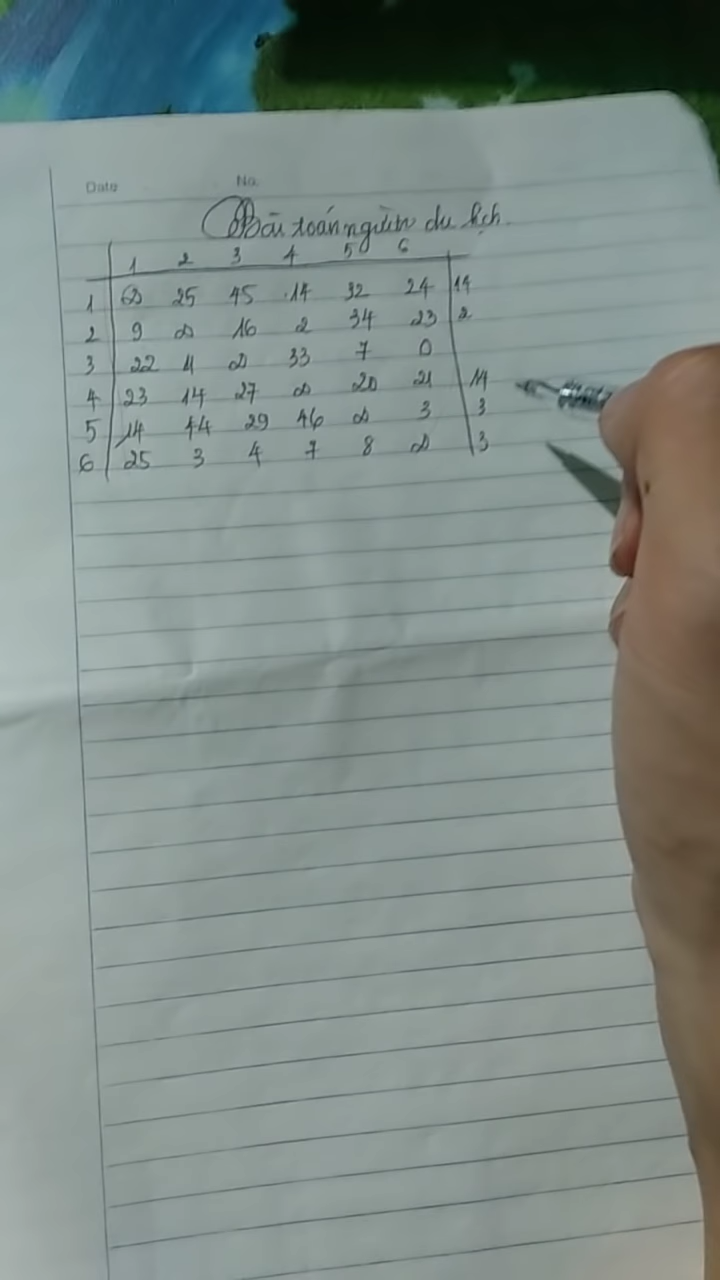 Date No.
Bài toán người du lịch
1 2 3 4 5 6
1 ∞ 25 45 14 32 24 14
2 9 ∞ 16 2 34 23 2
3 22 11 ∞ 33 7 0
4 23 14 27 ∞ 20 21 14
5 14 44 29 46 ∞ 3 3
6 25 3 4 7 8 ∞ 3